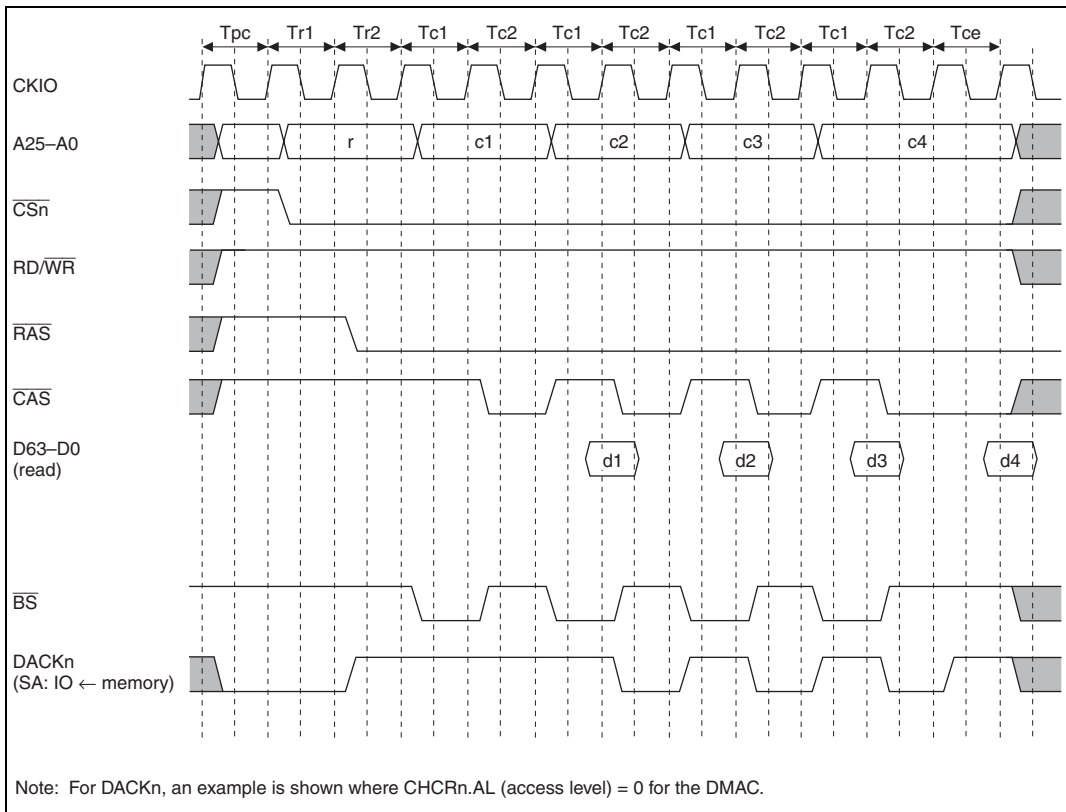 Tpc Tr1 Tr2 Tc1 Tc2 Tc1 Tc2 Tc1 Tc2 Tc1 Tc2 Tce
CKIO
A25–A0 r c1 c2 c3 c4
CSn
RD/WR
RAS
CAS
D63–D0
(read) d1 d2 d3 d4
BS
DACKn
(SA: IO ← memory)
Note: For DACKn, an example is shown where CHCRn.AL (access level) = 0 for the DMAC.